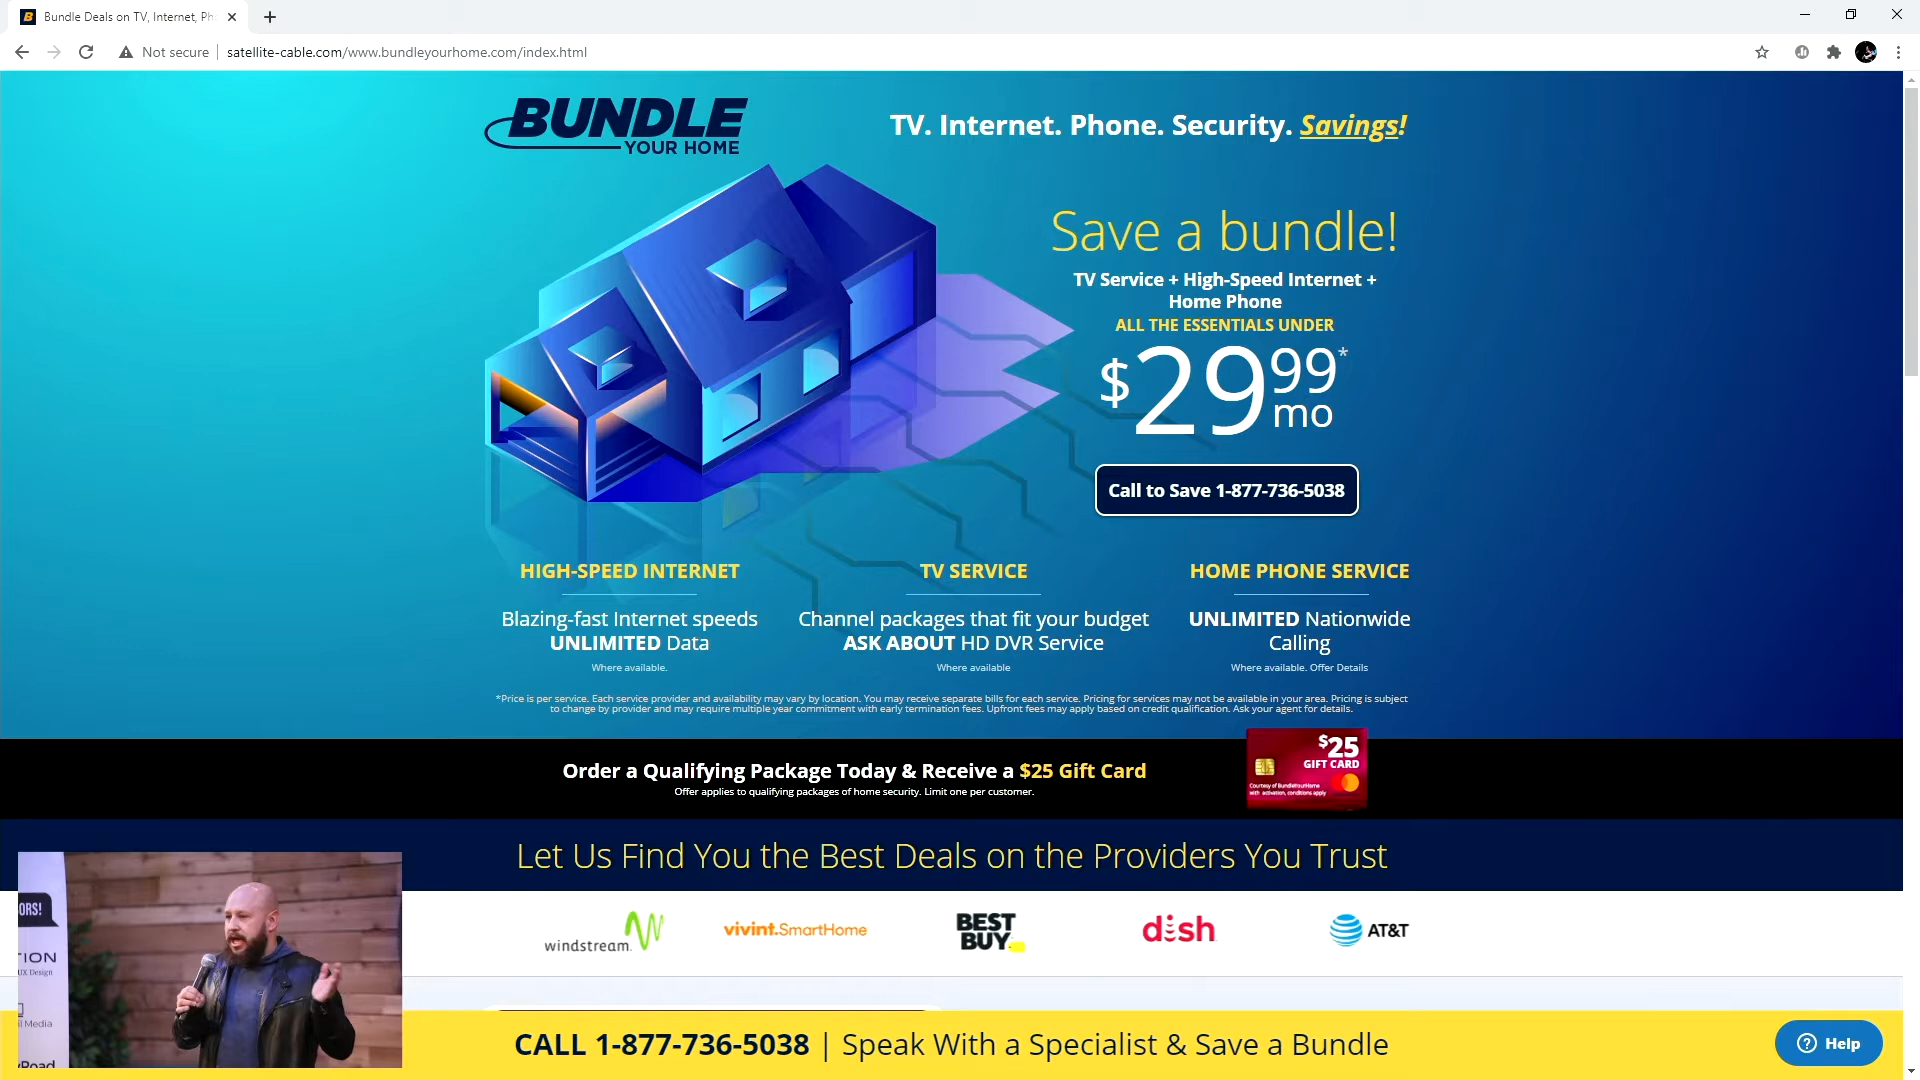 Bundle Deals on TV, Internet, Ph
Not secure
satellite-cable.com/www.bundleyourhome.com/index.html
BUNDLE
YOUR HOME
TV. Internet. Phone. Security. Savings!
Save a bundle!
TV Service + High-Speed Internet +
Home Phone
ALL THE ESSENTIALS UNDER
$29 99*
mo
Call to Save 1-877-736-5038
HIGH-SPEED INTERNET
Blazing-fast Internet speeds
UNLIMITED Data
Where available.
TV SERVICE
Channel packages that fit your budget
ASK ABOUT HD DVR Service
Where available
HOME PHONE SERVICE
UNLIMITED Nationwide
Calling
Where available. Offer Details
*Price is per service. Each service provider and availability may vary by location. You may receive separate bills for each service. Pricing for services may not be available in your area. Pricing is subject
to change by provider and may require multiple year commitment with early termination fees. Upfront fees may apply based on credit qualification. Ask your agent for details.
Order a Qualifying Package Today & Receive a $25 Gift Card
Offer applies to qualifying packages of home security. Limit one per customer.
$25
GIFT CARD
Courtesy of BundleYourHome
with activation, conditions apply
Let Us Find You the Best Deals on the Providers You Trust
windstream.
vivint.SmartHome
BEST
BUY
dish
AT&T
ORS!
TION
UX Design
l Media
yRoad
CALL 1-877-736-5038 | Speak With a Specialist & Save a Bundle
Help